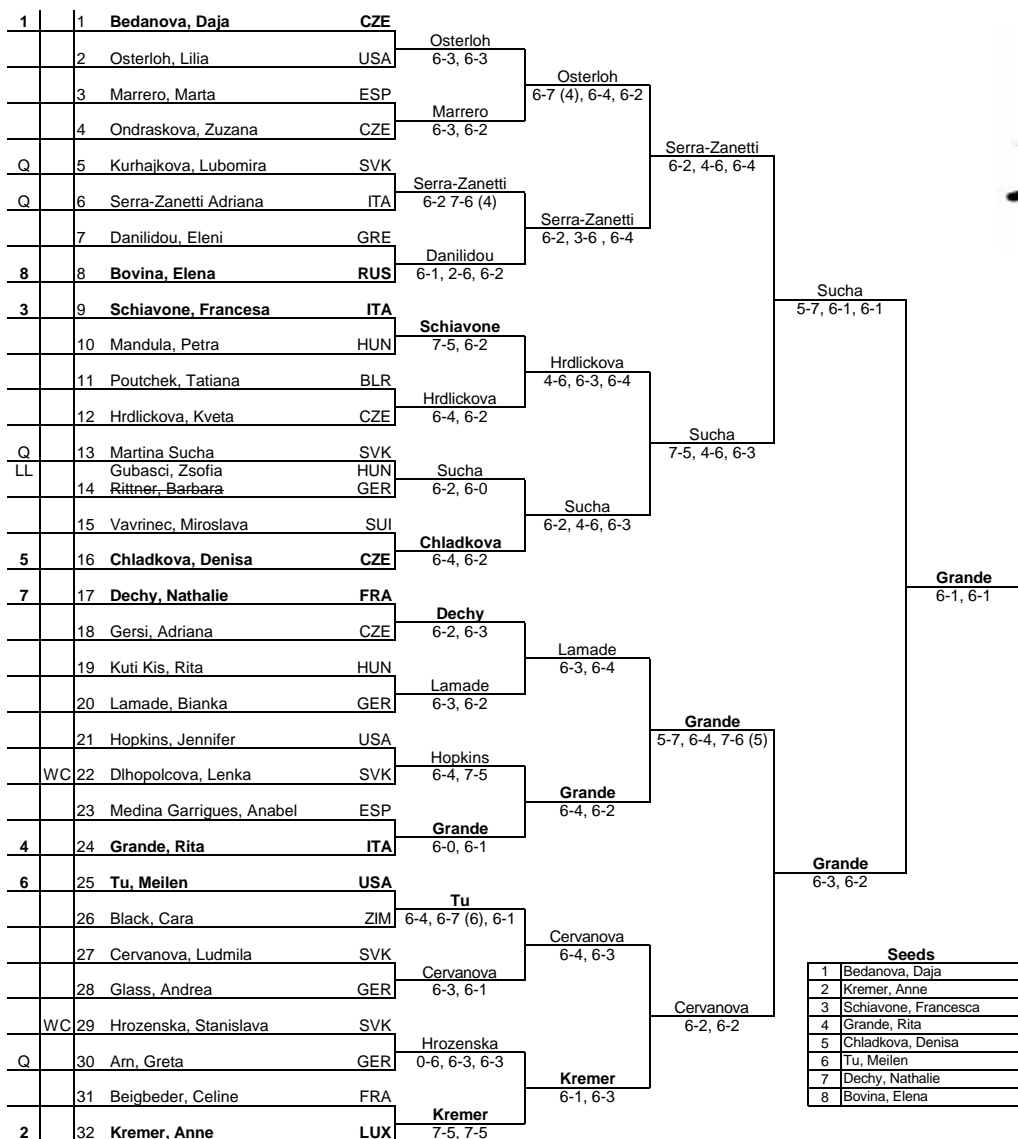 1 1 Bedanova, Daja CZE
Osterloh
2 Osterloh, Lilia USA 6-3, 6-3
Osterloh
3 Marrero, Marta ESP 6-7 (4), 6-4, 6-2
Marrero
4 Ondraskova, Zuzana CZE 6-3, 6-2
Serra-Zanetti
Q 5 Kurhajkova, Lubomira SVK 6-2, 4-6, 6-4
Serra-Zanetti
Q 6 Serra-Zanetti Adriana ITA 6-2 7-6 (4)
Serra-Zanetti
7 Danilidou, Eleni GRE 6-2, 3-6 , 6-4
Danilidou
8 8 Bovina, Elena RUS 6-1, 2-6, 6-2
Sucha
3 9 Schiavone, Francesa ITA 5-7, 6-1, 6-1
Schiavone
10 Mandula, Petra HUN 7-5, 6-2
Hrdlickova
11 Poutchek, Tatiana BLR 4-6, 6-3, 6-4
Hrdlickova
12 Hrdlickova, Kveta CZE 6-4, 6-2
Sucha
Q 13 Martina Sucha SVK 7-5, 4-6, 6-3
LL Gubasci, Zsofia HUN Sucha
14 Rittner, Barbara GER 6-2, 6-0
Sucha
15 Vavrinec, Miroslava SUI 6-2, 4-6, 6-3
Chladkova
5 16 Chladkova, Denisa CZE 6-4, 6-2
Grande
7 17 Dechy, Nathalie FRA 6-1, 6-1
Dechy
18 Gersi, Adriana CZE 6-2, 6-3
Lamade
19 Kuti Kis, Rita HUN 6-3, 6-4
Lamade
20 Lamade, Bianka GER 6-3, 6-2
Grande
21 Hopkins, Jennifer USA 5-7, 6-4, 7-6 (5)
Hopkins
WC 22 Dlhopolcova, Lenka SVK 6-4, 7-5
Grande
23 Medina Garrigues, Anabel ESP 6-4, 6-2
Grande
4 24 Grande, Rita ITA 6-0, 6-1
Grande
6 25 Tu, Meilen USA 6-3, 6-2
Tu
26 Black, Cara ZIM 6-4, 6-7 (6), 6-1
Cervanova
27 Cervanova, Ludmila SVK 6-4, 6-3
Cervanova
28 Glass, Andrea GER 6-3, 6-1
Cervanova
WC 29 Hrozenska, Stanislava SVK 6-2, 6-2
Hrozenska
Q 30 Arn, Greta GER 0-6, 6-3, 6-3
Kremer
31 Beigbeder, Celine FRA 6-1, 6-3
Kremer
2 32 Kremer, Anne LUX 7-5, 7-5
Seeds
1 Bedanova, Daja
2 Kremer, Anne
3 Schiavone, Francesca
4 Grande, Rita
5 Chladkova, Denisa
6 Tu, Meilen
7 Dechy, Nathalie
8 Bovina, Elena